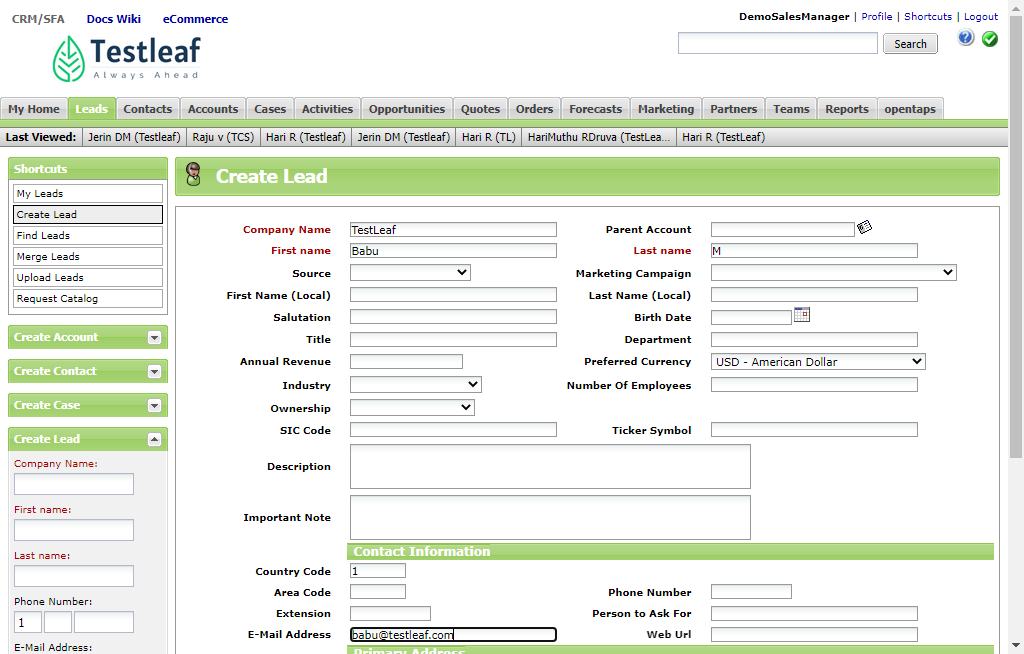 CRM/SFA Docs Wiki eCommerce
DemoSalesManager | Profile | Shortcuts | Logout
Testleaf
Always Ahead
Search
My Home Leads Contacts Accounts Cases Activities Opportunities Quotes Orders Forecasts Marketing Partners Teams Reports opentaps
Last Viewed: Jerin DM (Testleaf) Raju v (TCS) Hari R (Testleaf) Jerin DM (Testleaf) Hari R (TL) HariMuthu RDruva (TestLea... Hari R (TestLeaf)
Shortcuts
My Leads
Create Lead
Find Leads
Merge Leads
Upload Leads
Request Catalog
Create Account
Create Contact
Create Case
Create Lead
Company Name:
First name:
Last name:
Phone Number:
1
E-Mail Address:
Create Lead
Company Name TestLeaf Parent Account
First name Babu Last name M
Source Marketing Campaign
First Name (Local) Last Name (Local)
Salutation Birth Date
Title Department
Annual Revenue Preferred Currency USD - American Dollar
Industry Number Of Employees
Ownership
SIC Code Ticker Symbol
Description
Important Note
Contact Information
Country Code 1
Area Code Phone Number
Extension Person to Ask For
E-Mail Address babu@testleaf.com Web Url
Primary Address